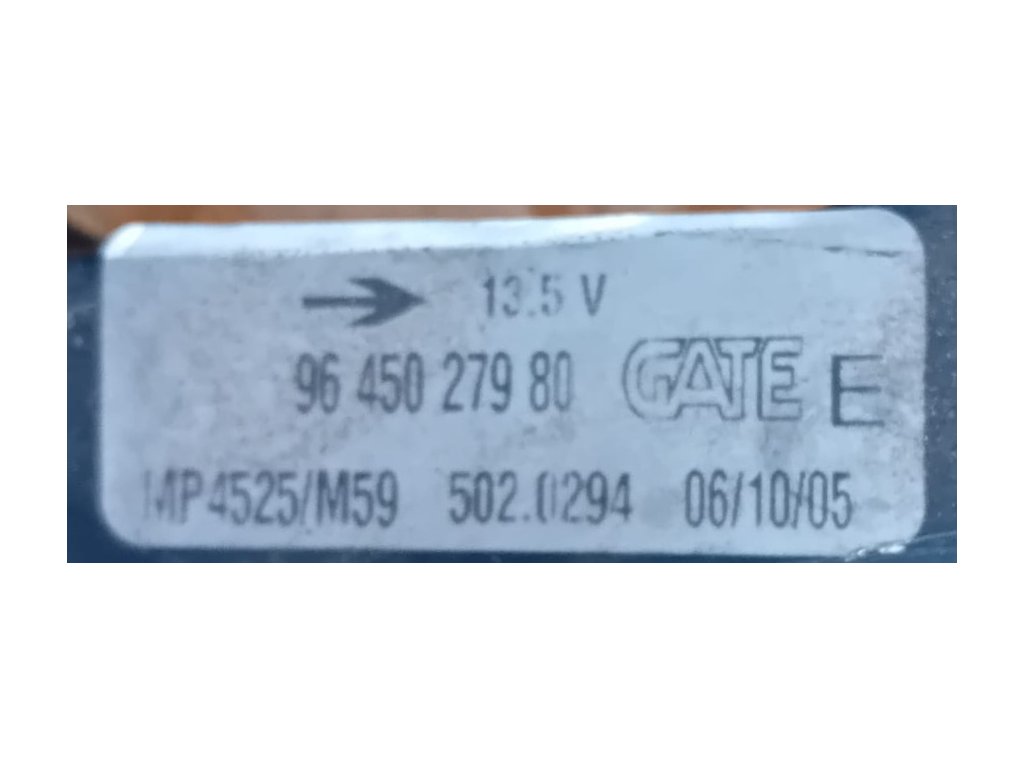 13.5 V
96 450 279 80 GATE E
MP4525/M59 502.0294 06/10/05